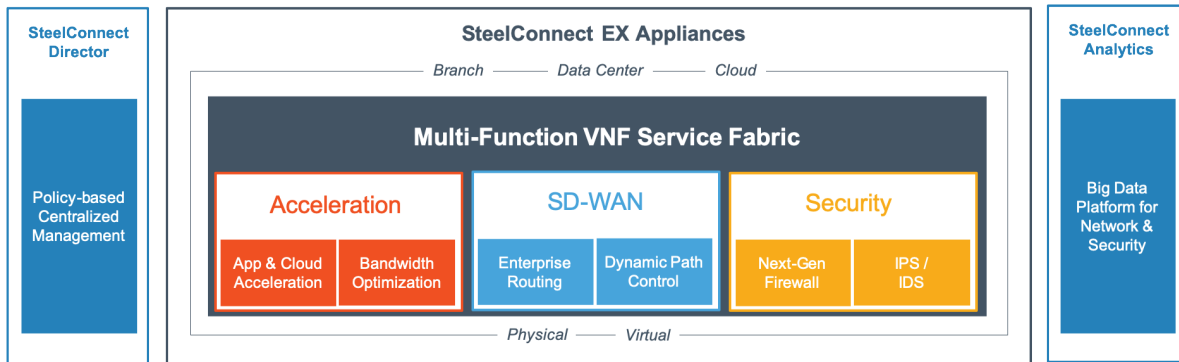 SteelConnect
Director
Policy-based
Centralized
Management
SteelConnect EX Appliances
Branch Data Center Cloud
Multi-Function VNF Service Fabric
Acceleration
App & Cloud
Acceleration
Bandwidth
Optimization
SD-WAN
Enterprise
Routing
Dynamic Path
Control
Security
Next-Gen
Firewall
IPS /
IDS
Physical Virtual
SteelConnect
Analytics
Big Data
Platform for
Network &
Security